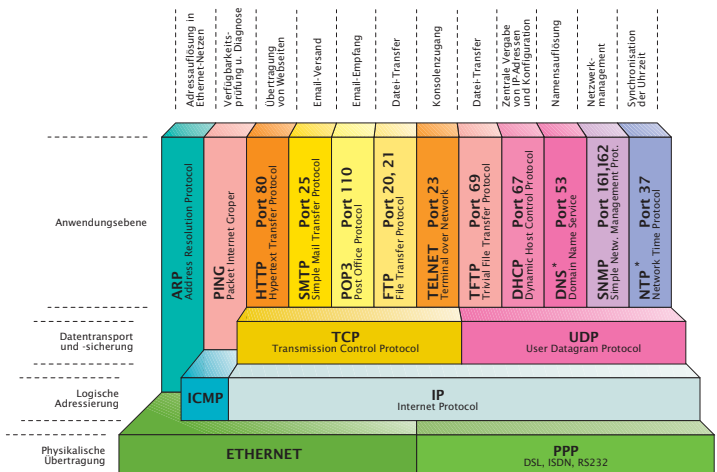 Adressauflösung in
Ethernet-Netzen
Verfügbarkeits-
prüfung u. Diagnose
Übertragung
von Webseiten
Email-Versand
Email-Empfang
Datei-Transfer
Konsolenzugang
Datei-Transfer
Zentrale Vergabe
von IP-Adressen
und Konfiguration
Namensauflösung
Netzwerk-
management
Synchronisation
der Uhrzeit
Anwendungsebene
ARP
Address Resolution Protocol
PING
Packet Internet Groper
HTTP Port 80
Hypertext Transfer Protocol
SMTP Port 25
Simple Mail Transfer Protocol
POP3 Port 110
Post Office Protocol
FTP Port 20, 21
File Transfer Protocol
TELNET Port 23
Terminal over Network
TFTP Port 69
Trivial File Transfer Protocol
DHCP Port 67
Dynamic Host Control Protocol
DNS* Port 53
Domain Name Service
SNMP Port 161,162
Simple Netw. Management Prot.
NTP* Port 37
Network Time Protocol
Datentransport
und -sicherung
TCP
Transmission Control Protocol
UDP
User Datagram Protocol
Logische
Adressierung
ICMP
IP
Internet Protocol
Physikalische
Übertragung
ETHERNET
PPP
DSL, ISDN, RS232